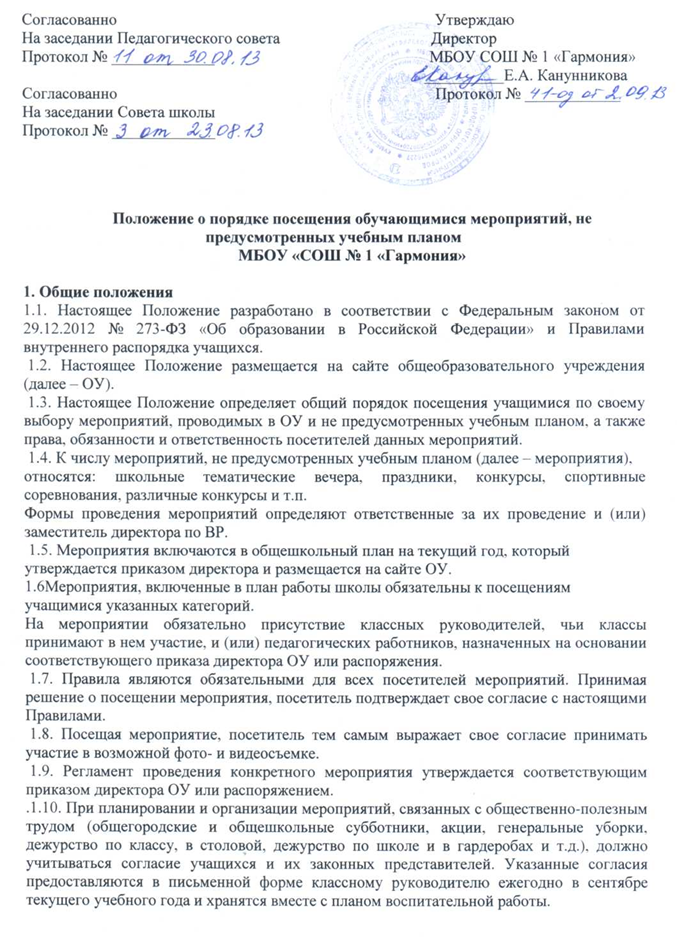 Согласованно
На заседании Педагогического совета
Протокол № 11 от 30.08.13
Согласованно
На заседании Совета школы
Протокол № 3 от 23.08.13
Утверждаю
Директор
МБОУ СОШ № 1 «Гармония»
Е.А. Канунникова
Протокол № 41-од от 2.09.13
Положение о порядке посещения обучающимися мероприятий, не
предусмотренных учебным планом
МБОУ «СОШ № 1 «Гармония»
1. Общие положения
1.1. Настоящее Положение разработано в соответствии с Федеральным законом от
29.12.2012 № 273-ФЗ «Об образовании в Российской Федерации» и Правилами
внутреннего распорядка учащихся.
1.2. Настоящее Положение размещается на сайте общеобразовательного учреждения
(далее – ОУ).
1.3. Настоящее Положение определяет общий порядок посещения учащимися по своему
выбору мероприятий, проводимых в ОУ и не предусмотренных учебным планом, а также
права, обязанности и ответственность посетителей данных мероприятий.
1.4. К числу мероприятий, не предусмотренных учебным планом (далее – мероприятия),
относятся: школьные тематические вечера, праздники, конкурсы, спортивные
соревнования, различные конкурсы и т.п.
Формы проведения мероприятий определяют ответственные за их проведение и (или)
заместитель директора по ВР.
1.5. Мероприятия включаются в общешкольный план на текущий год, который
утверждается приказом директора и размещается на сайте ОУ.
1.6Мероприятия, включенные в план работы школы обязательны к посещениям
учащимися указанных категорий.
На мероприятии обязательно присутствие классных руководителей, чьи классы
принимают в нем участие, и (или) педагогических работников, назначенных на основании
соответствующего приказа директора ОУ или распоряжения.
1.7. Правила являются обязательными для всех посетителей мероприятий. Принимая
решение о посещении мероприятия, посетитель подтверждает свое согласие с настоящими
Правилами.
1.8. Посещая мероприятие, посетитель тем самым выражает свое согласие принимать
участие в возможной фото- и видеосъемке.
1.9. Регламент проведения конкретного мероприятия утверждается соответствующим
приказом директора ОУ или распоряжением.
.1.10. При планировании и организации мероприятий, связанных с общественно-полезным
трудом (общегородские и общешкольные субботники, акции, генеральные уборки,
дежурство по классу, в столовой, дежурство по школе и в гардеробах и т.д.), должно
учитываться согласие учащихся и их законных представителей. Указанные согласия
предоставляются в письменной форме классному руководителю ежегодно в сентябре
текущего учебного года и хранятся вместе с планом воспитательной работы.